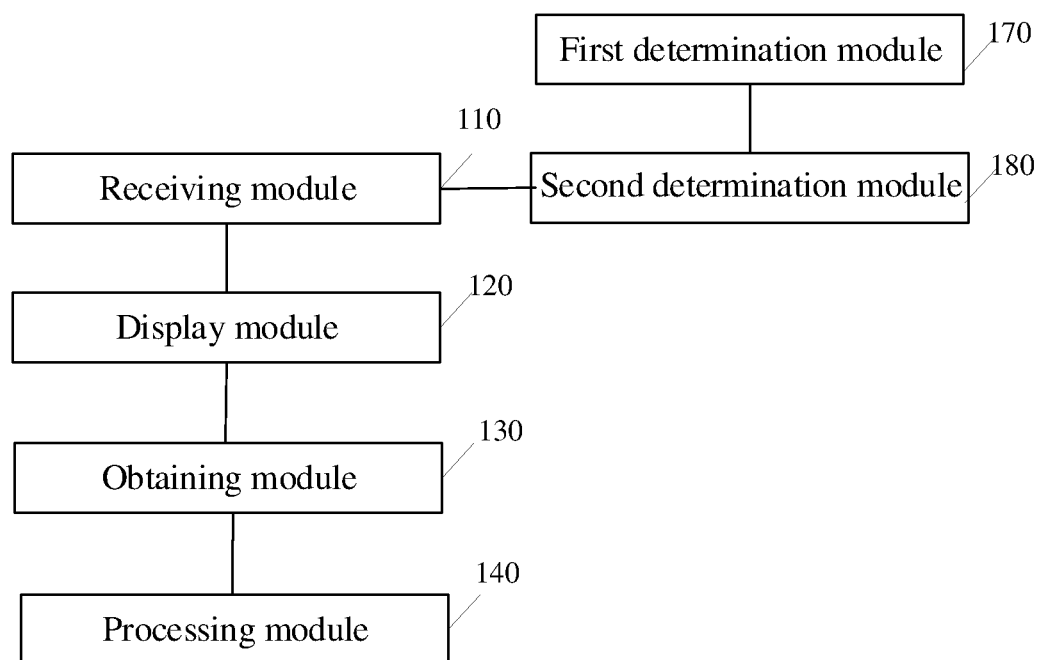 First determination module
170
110
Receiving module
Second determination module
180
120
Display module
130
Obtaining module
140
Processing module